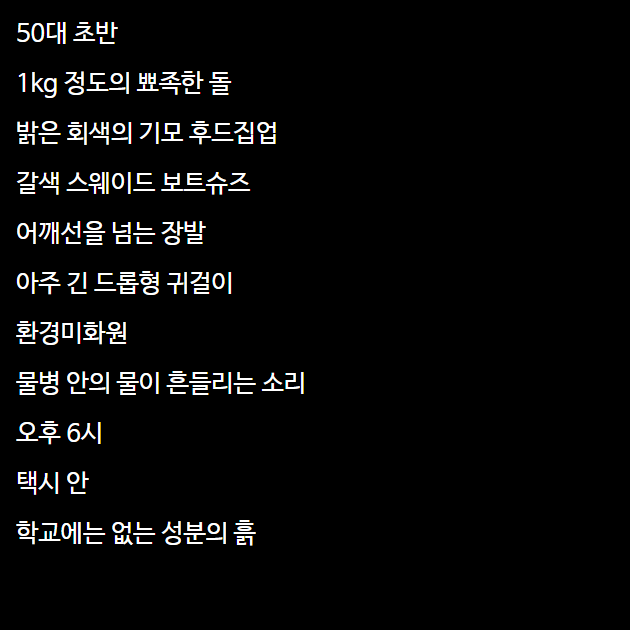 50대 초반
1kg 정도의 뾰족한 돌
밝은 회색의 기모 후드집업
갈색 스웨이드 보트슈즈
어깨선을 넘는 장발
아주 긴 드롭형 귀걸이
환경미화원
물병 안의 물이 흔들리는 소리
오후 6시
택시 안
학교에는 없는 성분의 흙